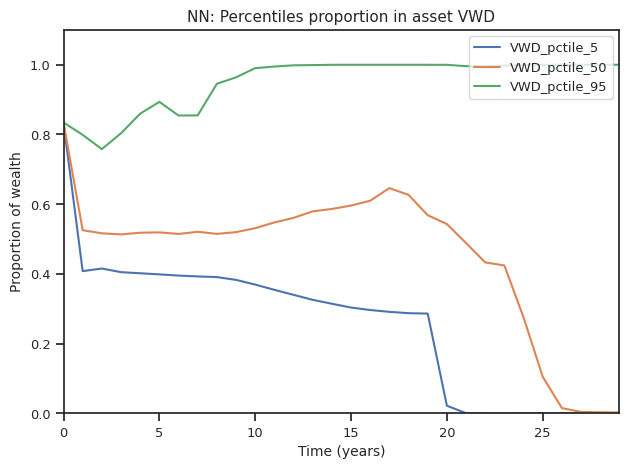 NN: Percentiles proportion in asset VWD
VWD_pctile_5
VWD_pctile_50
VWD_pctile_95
Proportion of wealth
1.0
0.8
0.6
0.4
0.2
0.0
0 5 10 15 20 25
Time (years)